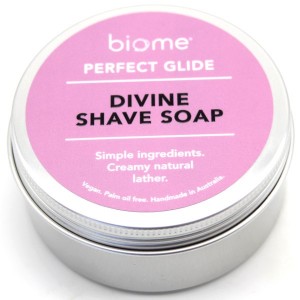 biome®
PERFECT GLIDE
DIVINE
SHAVE SOAP
Simple ingredients.
Creamy natural
lather.
Vegan. Palm oil free. Handmade in Australia.